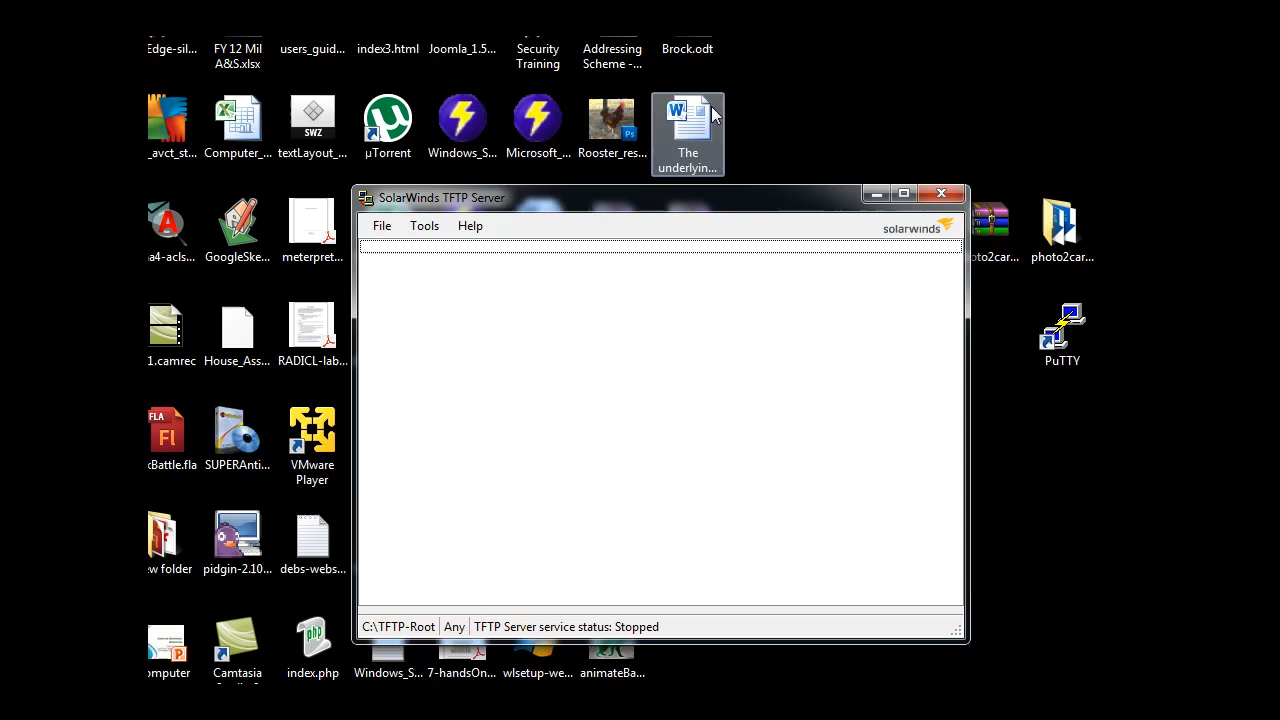 Edge-sil...
FY 12 Mil
A&S.xlsx
users_guid...
index3.html
Joomla_1.5...
Security
Training
Addressing
Scheme -...
Brock.odt
_avct_st...
Computer_...
SWZ
textLayout_...
µTorrent
Windows_S...
Microsoft_...
Ps
Rooster_res...
W
The
underlyin...
SolarWinds TFTP Server
File Tools Help
solarwinds
a4-acls...
GoogleSke...
meterpret...
oto2car...
photo2car...
1.camrec
House_Ass...
RADICL-lab...
PuTTY
FLA
Fl
kBattle.fla
SUPERAnti...
VMware
Player
ew folder
pidgin-2.10...
debs-webs...
C:\TFTP-Root Any TFTP Server service status: Stopped
omputer
Camtasia
php
index.php
Windows_S...
7-handsOn...
wlsetup-we...
animateBa...